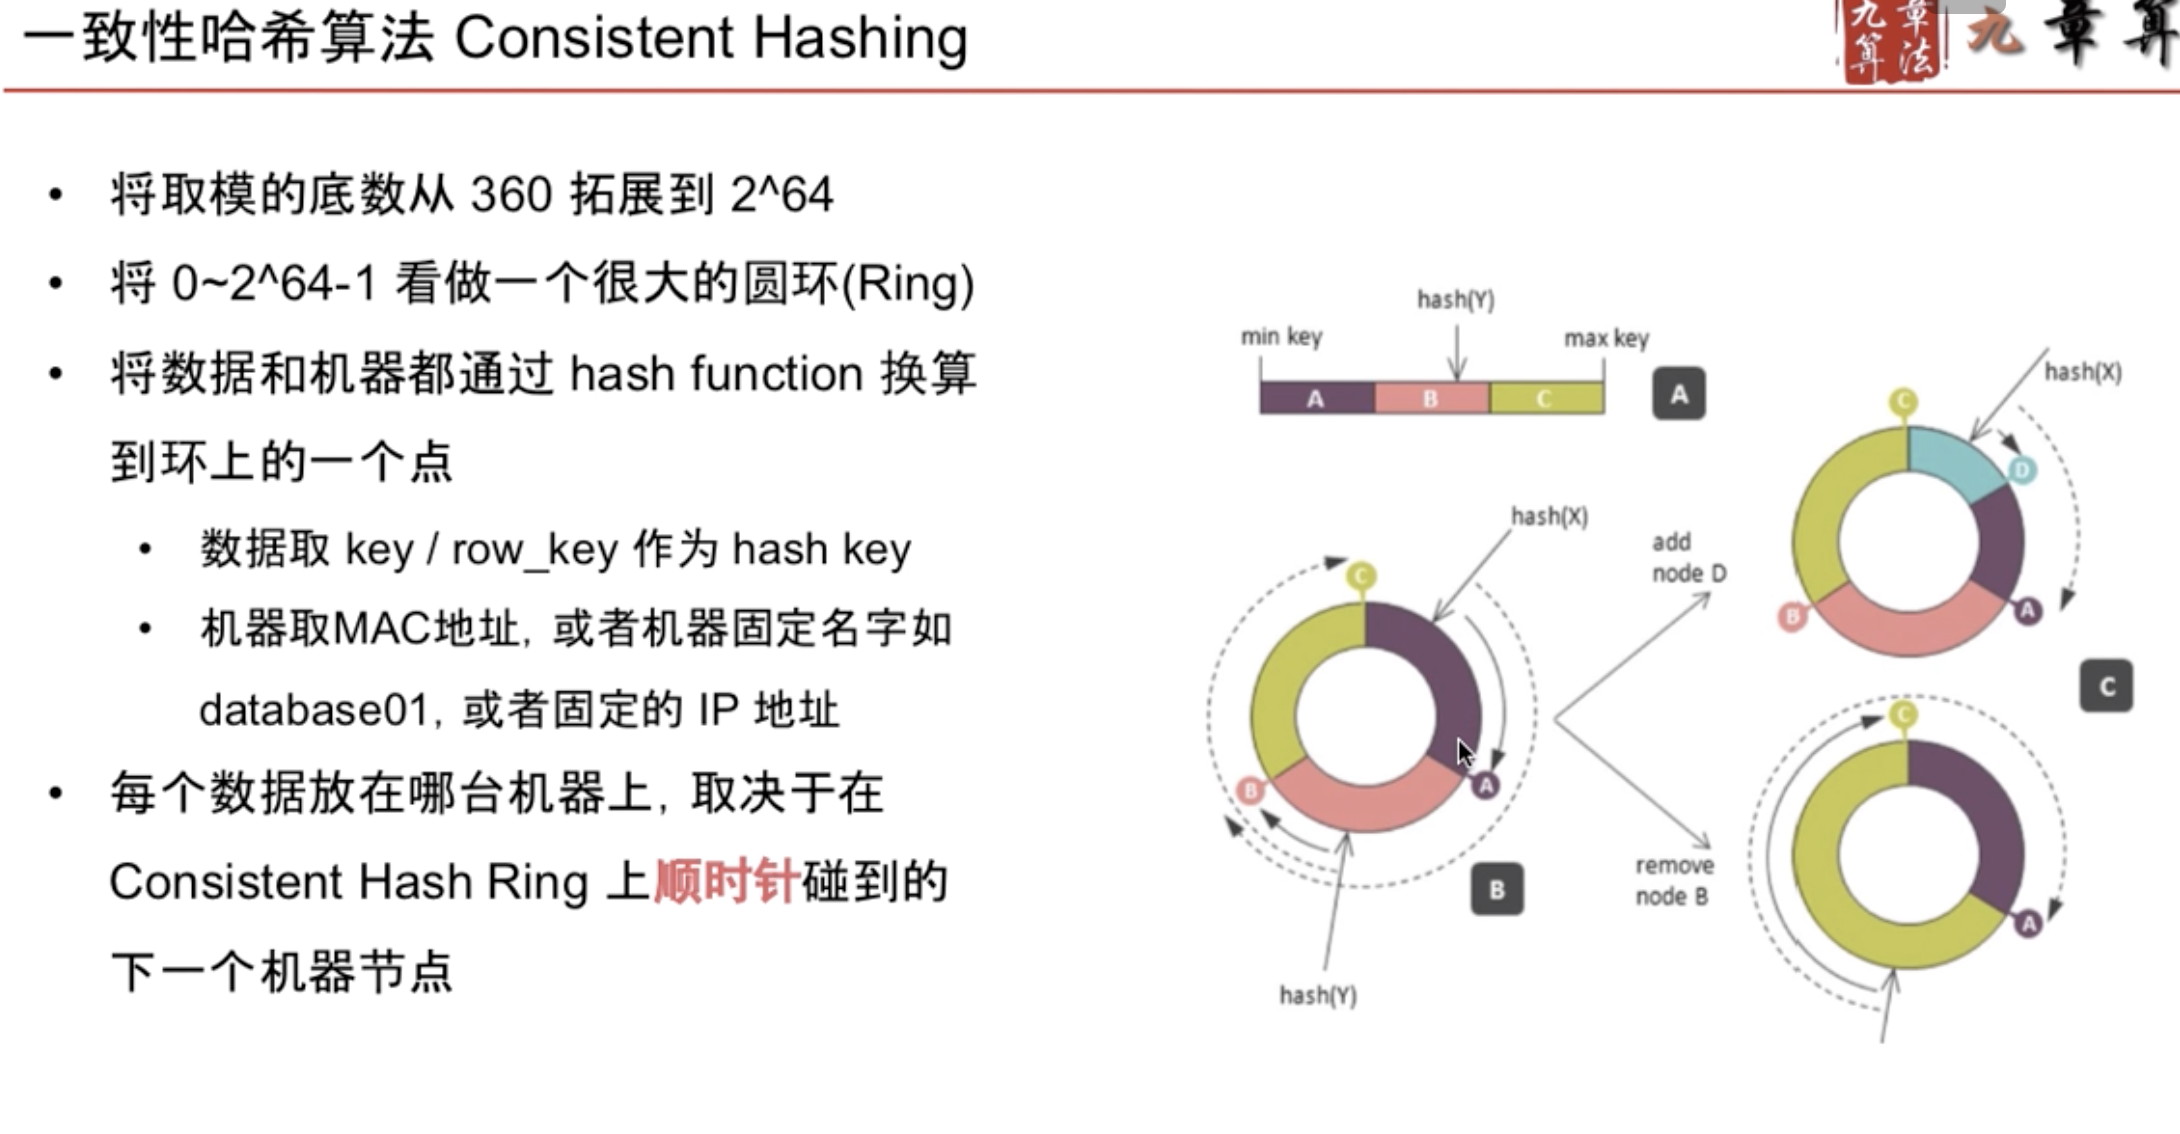 一致性哈希算法 Consistent Hashing
九章
算法
九章算
• 将取模的底数从 360 拓展到 2^64
• 将 0~2^64-1 看做一个很大的圆环(Ring)
• 将数据和机器都通过 hash function 换算
到环上的一个点
• 数据取 key / row_key 作为 hash key
• 机器取MAC地址, 或者机器固定名字如
database01, 或者固定的 IP 地址
• 每个数据放在哪台机器上, 取决于在
Consistent Hash Ring 上顺时针碰到的
下一个机器节点
hash(Y)
min key
max key
A B C
A
hash(X)
C
A
B
hash(Y)
B
add
node D
remove
node B
hash(X)
C
D
A
B
C
C
A